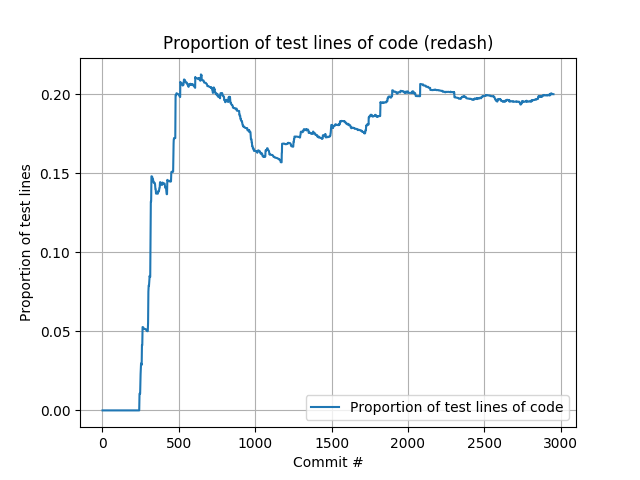 Proportion of test lines of code (redash)
Proportion of test lines
0.20
0.15
0.10
0.05
0.00
Proportion of test lines of code
0 500 1000 1500 2000 2500 3000
Commit #